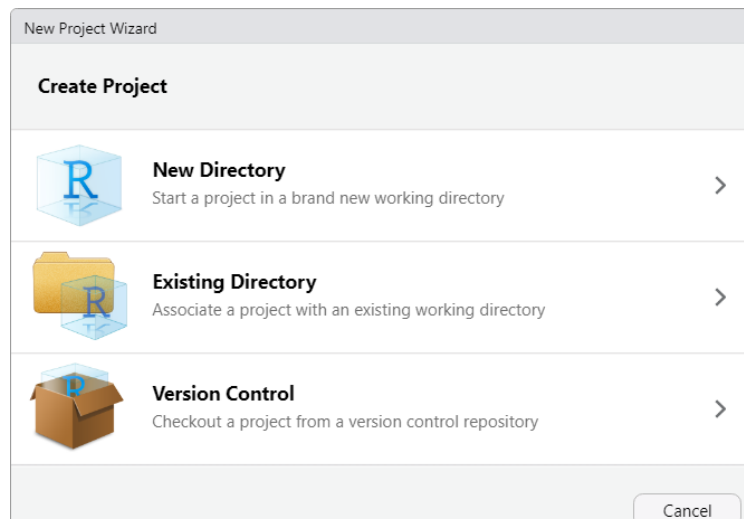 New Project Wizard
Create Project
R
New Directory
Start a project in a brand new working directory
R
Existing Directory
Associate a project with an existing working directory
R
Version Control
Checkout a project from a version control repository
Cancel